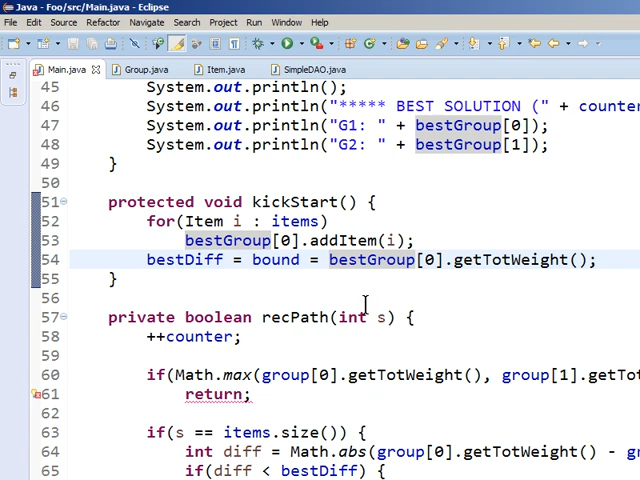 Java - Foo/src/Main.java - Eclipse
File Edit Source Refactor Navigate Search Project Run Window Help
Main.java Group.java Item.java SimpleDAO.java
45 System.out.println();
46 System.out.println("***** BEST SOLUTION (" + counter
47 System.out.println("G1: " + bestGroup[0]);
48 System.out.println("G2: " + bestGroup[1]);
49 }
50
51 protected void kickStart() {
52 for(Item i : items)
53 bestGroup[0].addItem(i);
54 bestDiff = bound = bestGroup[0].getTotWeight();
55 }
56
57 private boolean recPath(int s) {
58 ++counter;
59
60 if(Math.max(group[0].getTotWeight(), group[1].getTo
61 return;
62
63 if(s == items.size()) {
64 int diff = Math.abs(group[0].getTotWeight() - g
65 if(diff < bestDiff) {